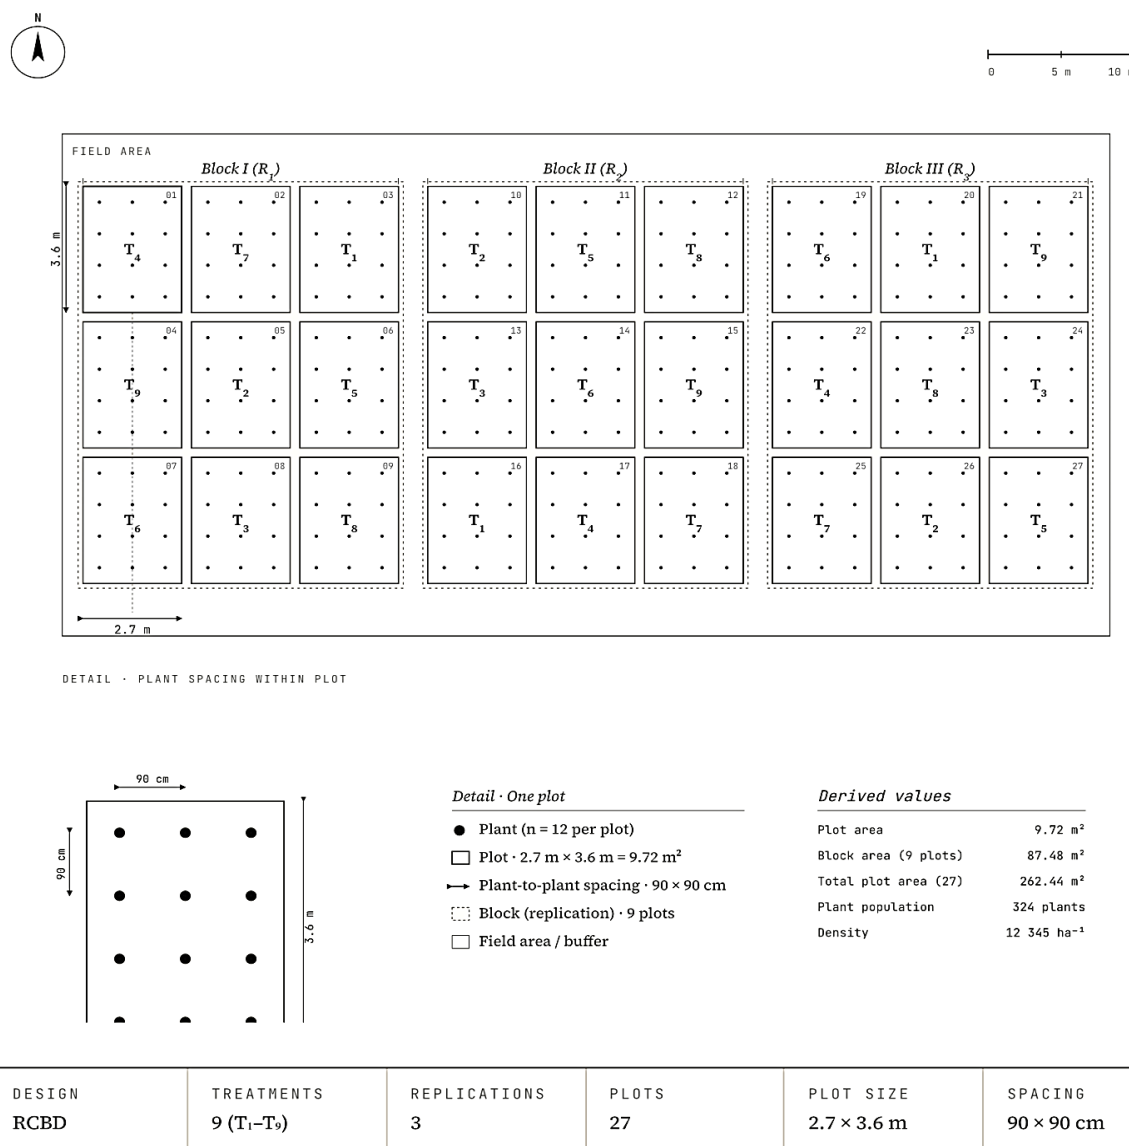 N
0 5 m 10
FIELD AREA
Block I (R₁) Block II (R₂) Block III (R₃)
01 02 03 10 11 12 19 20 21
3.6 m
T₄ T₇ T₁ T₂ T₅ T₈ T₆ T₁ T₉
04 05 06 13 14 15 22 23 24
T₉ T₂ T₅ T₃ T₆ T₉ T₄ T₈ T₃
07 08 09 16 17 18 25 26 27
T₆ T₃ T₈ T₁ T₄ T₇ T₇ T₂ T₅
2.7 m
DETAIL · PLANT SPACING WITHIN PLOT
90 cm
90 cm
3.6 m
Detail · One plot
Plant (n = 12 per plot)
Plot · 2.7 m × 3.6 m = 9.72 m²
Plant-to-plant spacing · 90 × 90 cm
Block (replication) · 9 plots
Field area / buffer
Derived values
Plot area 9.72 m²
Block area (9 plots) 87.48 m²
Total plot area (27) 262.44 m²
Plant population 324 plants
Density 12 345 ha⁻¹
DESIGN TREATMENTS REPLICATIONS PLOTS PLOT SIZE SPACING
RCBD 9 (T₁–T₉) 3 27 2.7 × 3.6 m 90 × 90 cm